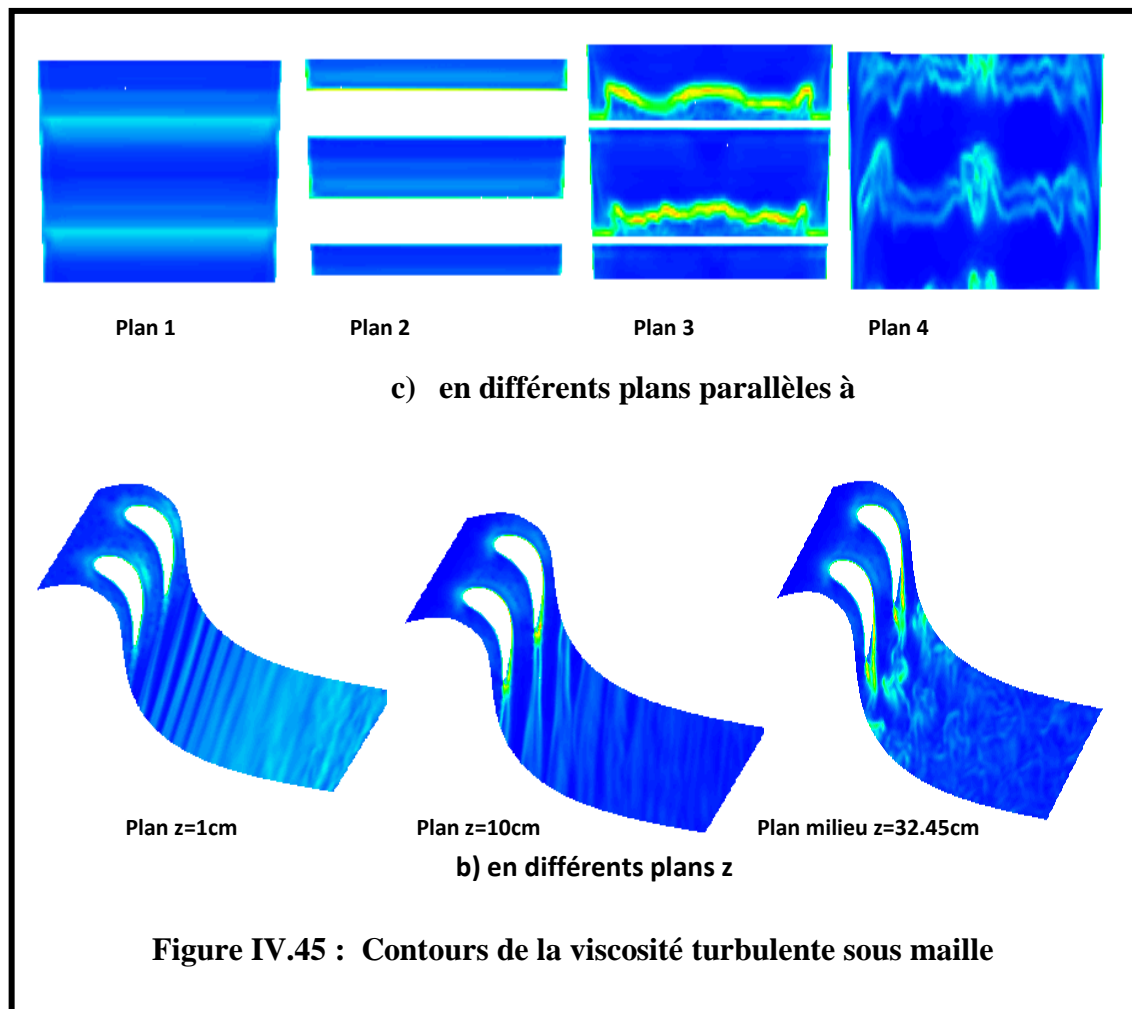 Plan 1 Plan 2 Plan 3 Plan 4
c) en différents plans parallèles à
Plan z=1cm Plan z=10cm Plan milieu z=32.45cm
b) en différents plans z
Figure IV.45 : Contours de la viscosité turbulente sous maille